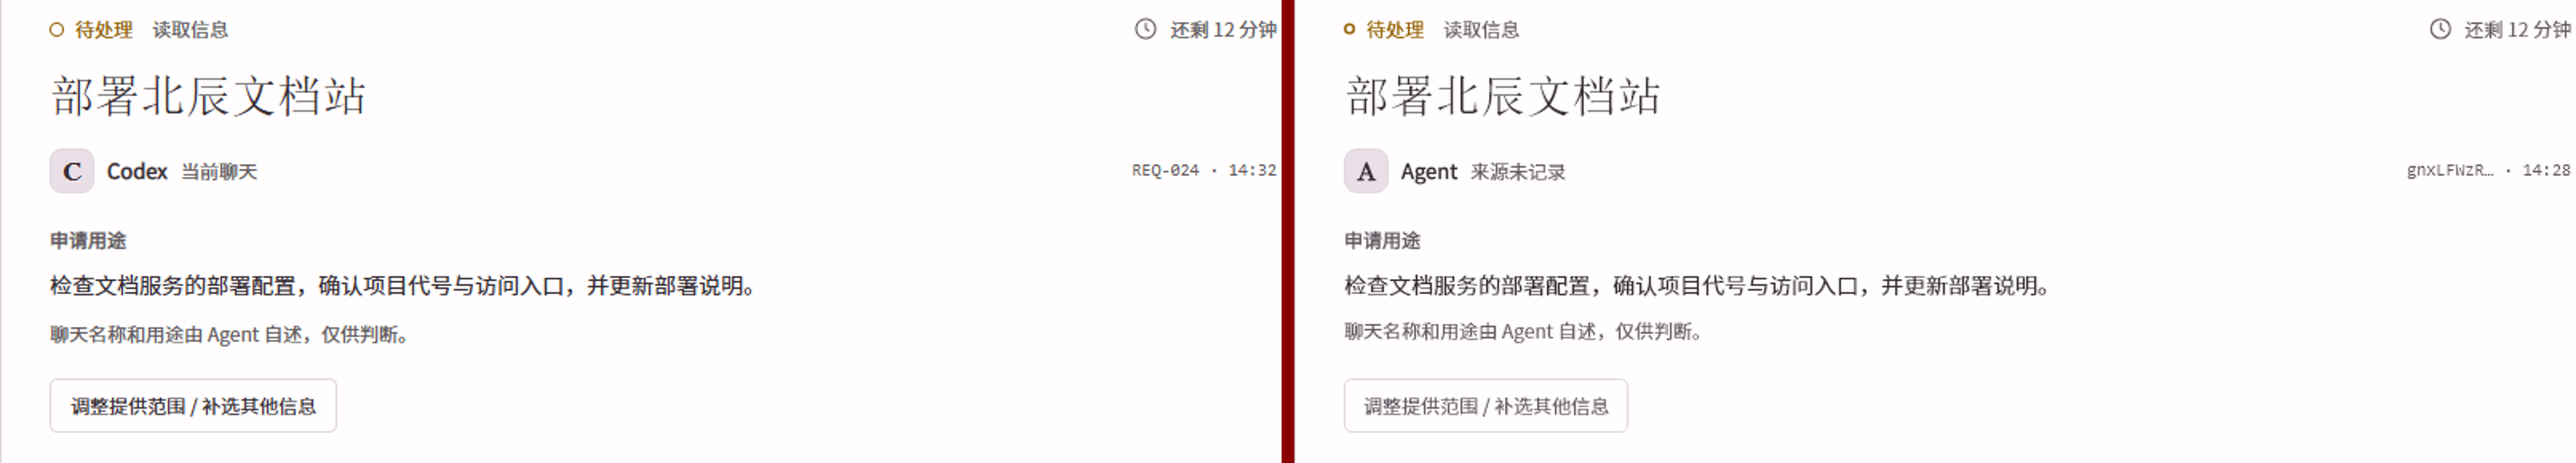 待处理 读取信息 还剩 12 分钟
部署北辰文档站
C Codex 当前聊天 REQ-024 · 14:32
申请用途
检查文档服务的部署配置，确认项目代号与访问入口，并更新部署说明。
聊天名称和用途由 Agent 自述，仅供判断。
调整提供范围 / 补选其他信息
待处理 读取信息 还剩 12 分钟
部署北辰文档站
A Agent 来源未记录 gnxLFWzR… · 14:28
申请用途
检查文档服务的部署配置，确认项目代号与访问入口，并更新部署说明。
聊天名称和用途由 Agent 自述，仅供判断。
调整提供范围 / 补选其他信息